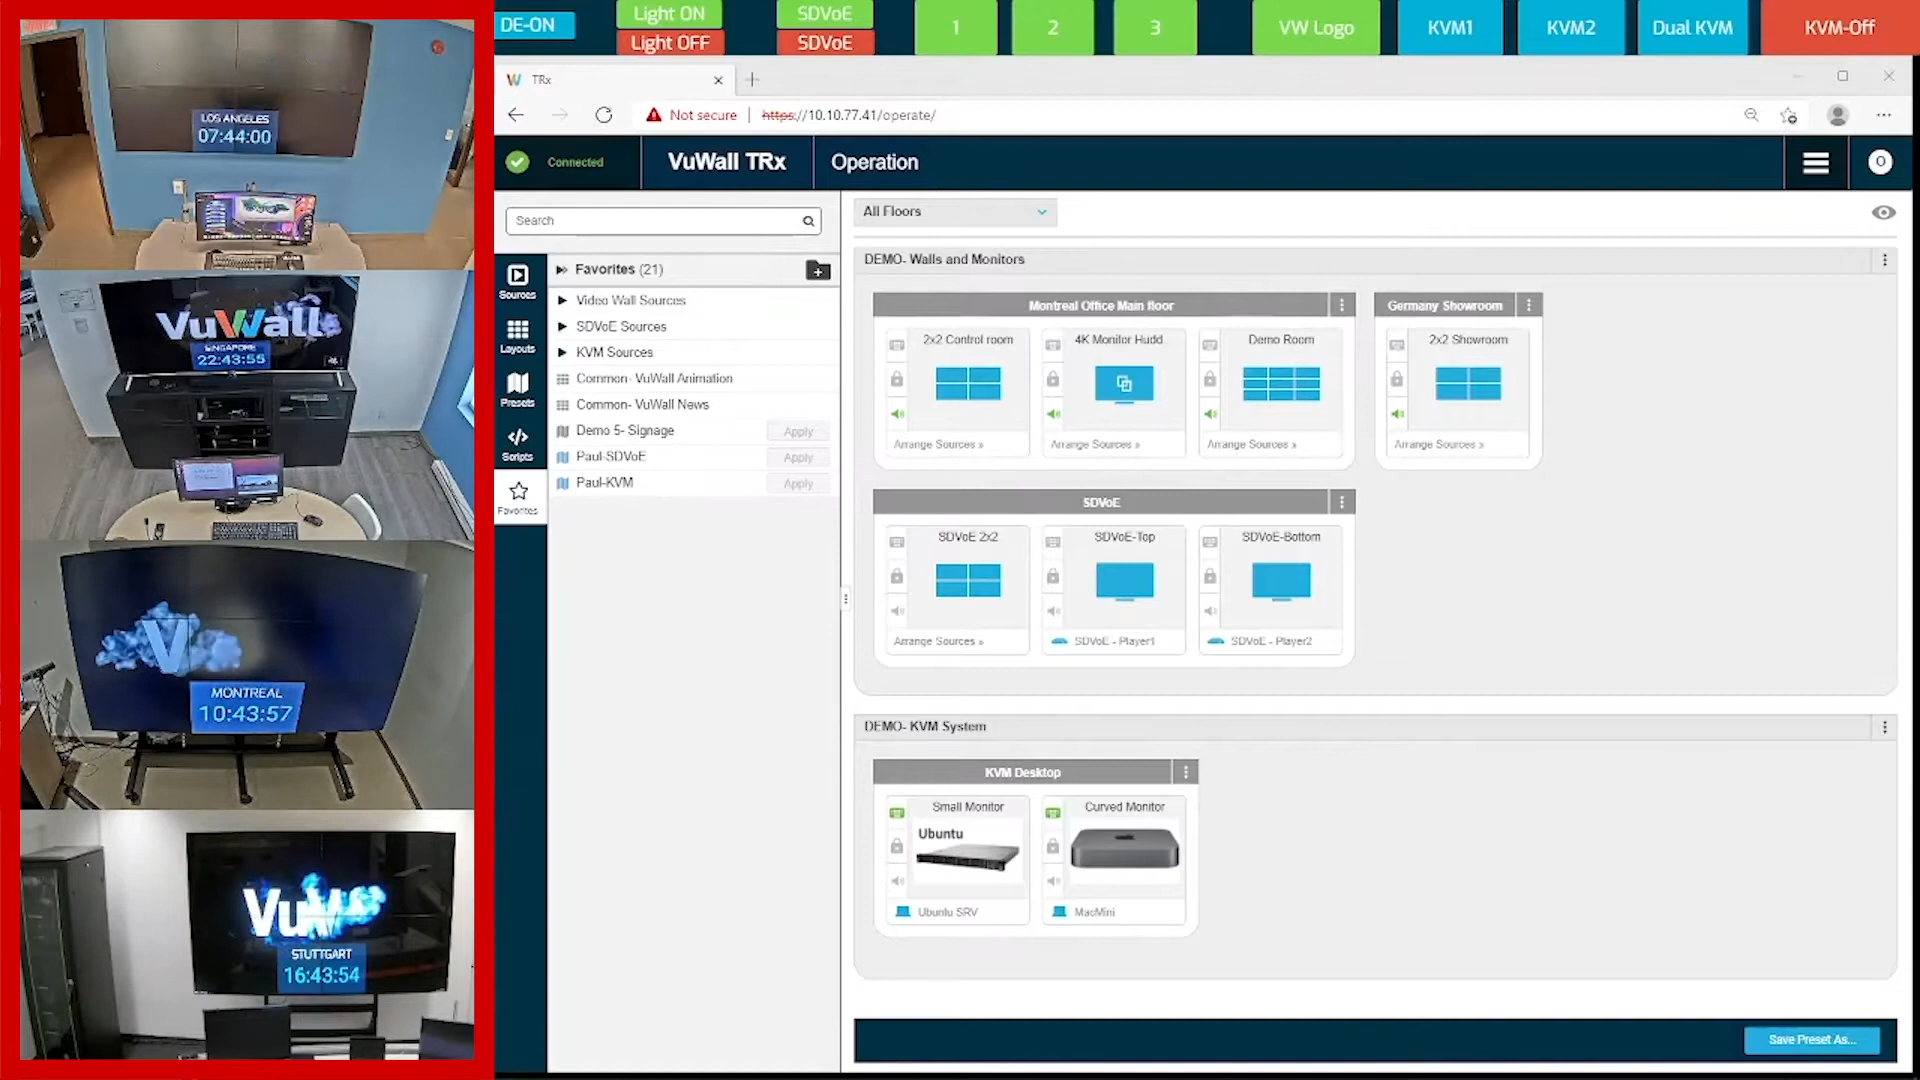 DE-ON
Light ON
Light OFF
SDVoE
SDVoE
1
2
3
VW Logo
KVM1
KVM2
Dual KVM
KVM-Off
LOS ANGELES
07:44:00
VuWall
SINGAPORE
22:43:55
V
MONTREAL
10:43:57
VuW
STUTTGART
16:43:54
TRx
Not secure
https://10.10.77.41/operate/
Connected
VuWall TRx
Operation
O
Search
Sources
Layouts
Presets
Scripts
Favorites
Favorites (21)
Video Wall Sources
SDVoE Sources
KVM Sources
Common- VuWall Animation
Common- VuWall News
Demo 5- Signage Apply
Paul-SDVoE Apply
Paul-KVM Apply
All Floors
DEMO- Walls and Monitors
Montreal Office Main floor
2x2 Control room
Arrange Sources »
4K Monitor Hudd
Arrange Sources »
Demo Room
Arrange Sources »
Germany Showroom
2x2 Showroom
Arrange Sources »
SDVoE
SDVoE 2x2
Arrange Sources »
SDVoE-Top
SDVoE - Player1
SDVoE-Bottom
SDVoE - Player2
DEMO- KVM System
KVM Desktop
Small Monitor
Ubuntu
Ubuntu SRV
Curved Monitor
MacMini
Save Preset As...